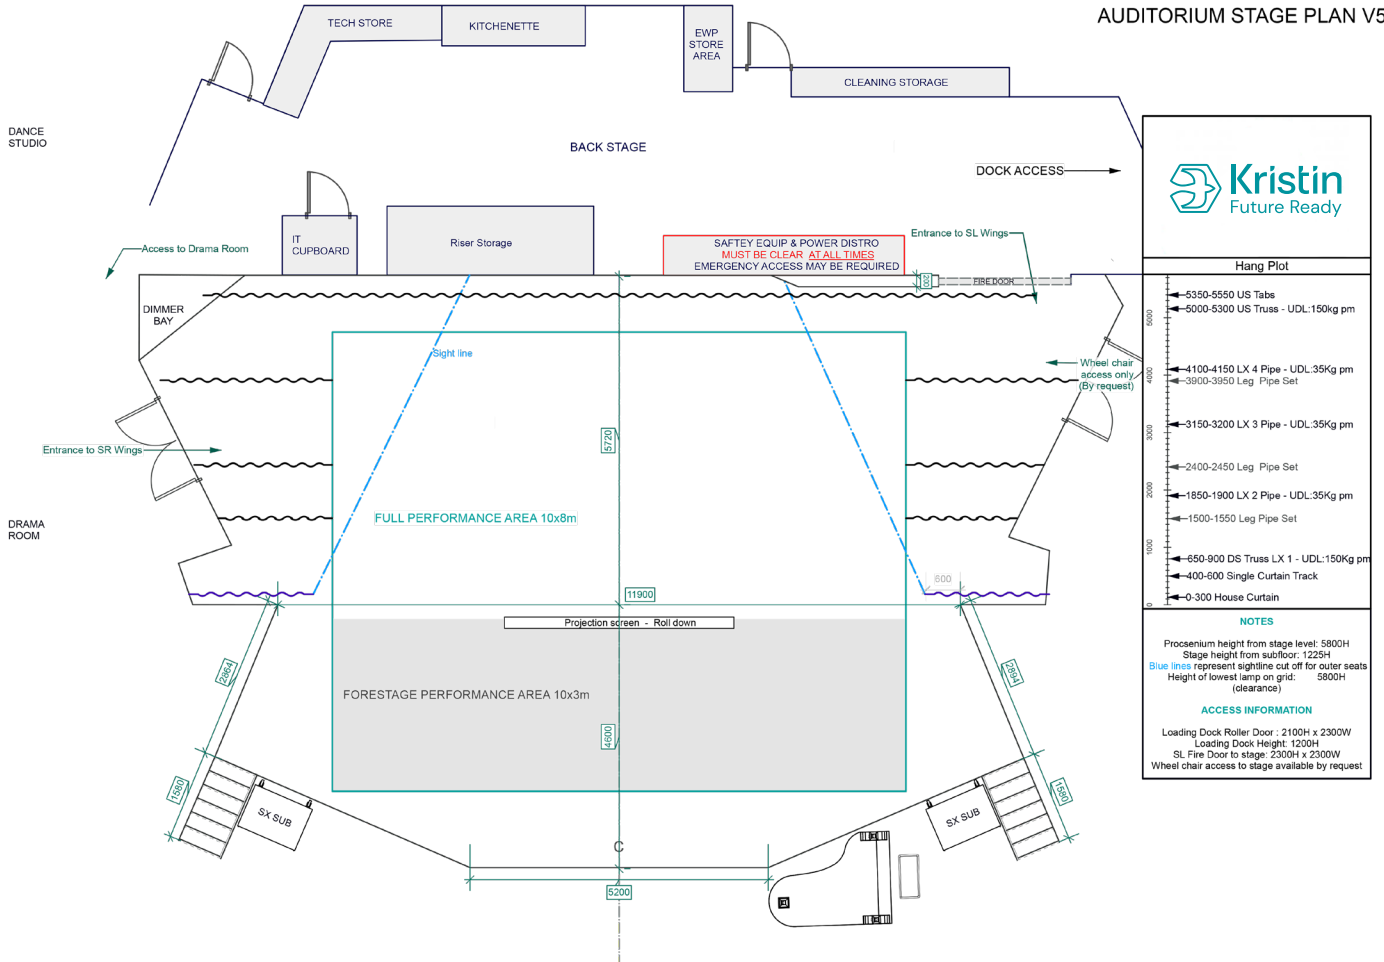 AUDITORIUM STAGE PLAN V5
TECH STORE
KITCHENETTE
EWP
STORE
AREA
CLEANING STORAGE
DANCE
STUDIO
BACK STAGE
DOCK ACCESS
Kristin
Future Ready
IT
CUPBOARD
Riser Storage
SAFTEY EQUIP & POWER DISTRO
MUST BE CLEAR AT ALL TIMES
EMERGENCY ACCESS MAY BE REQUIRED
Entrance to SL Wings
Access to Drama Room
Hang Plot
FIRE DOOR
200
DIMMER
BAY
Sight line
Wheel chair
access only
(By request)
5350-5550 US Tabs
5000-5300 US Truss - UDL:150kg pm
4100-4150 LX 4 Pipe - UDL:35Kg pm
3900-3950 Leg Pipe Set
3150-3200 LX 3 Pipe - UDL:35Kg pm
2400-2450 Leg Pipe Set
1850-1900 LX 2 Pipe - UDL:35Kg pm
1500-1550 Leg Pipe Set
650-900 DS Truss LX 1 - UDL:150Kg pm
400-600 Single Curtain Track
0-300 House Curtain
5000
4000
3000
2000
1000
0
Entrance to SR Wings
5720
FULL PERFORMANCE AREA 10x8m
DRAMA
ROOM
600
11900
Projection screen - Roll down
2864
2894
FORESTAGE PERFORMANCE AREA 10x3m
4600
1580
1580
SX SUB
SX SUB
C
5200
NOTES
Procsenium height from stage level: 5800H
Stage height from subfloor: 1225H
Blue lines represent sightline cut off for outer seats
Height of lowest lamp on grid: 5800H
(clearance)
ACCESS INFORMATION
Loading Dock Roller Door : 2100H x 2300W
Loading Dock Height: 1200H
SL Fire Door to stage: 2300H x 2300W
Wheel chair access to stage available by request